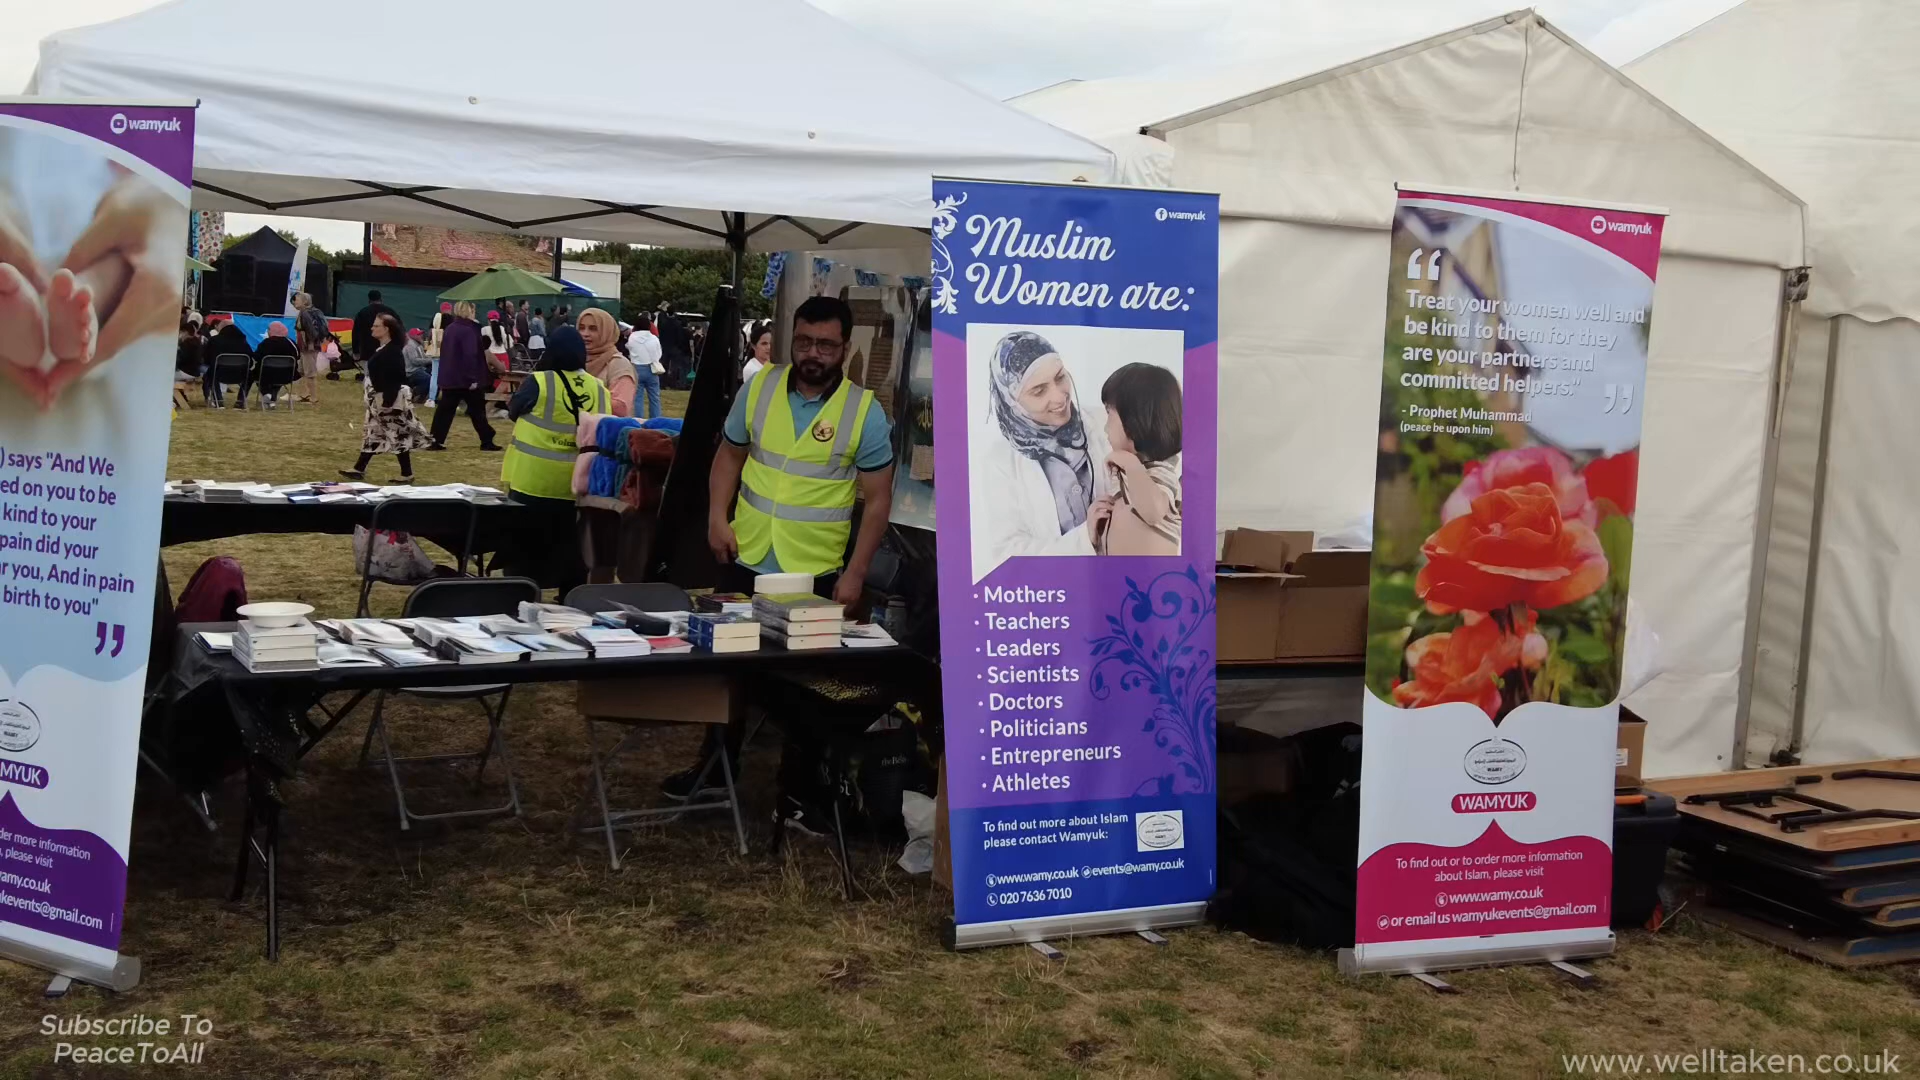 wamyuk
) says "And We
ed on you to be
kind to your
pain did your
r you, And in pain
birth to you"
”
MYUK
der more information
, please visit
amy.co.uk
kevents@gmail.com
wamyuk
Muslim
Women are:
· Mothers
· Teachers
· Leaders
· Scientists
· Doctors
· Politicians
· Entrepreneurs
· Athletes
To find out more about Islam
please contact Wamyuk:
www.wamy.co.uk events@wamy.co.uk
020 7636 7010
wamyuk
“
Treat your women well and
be kind to them for they
are your partners and
committed helpers."
”
- Prophet Muhammad
(peace be upon him)
WAMY
WAMYUK
To find out or to order more information
about Islam, please visit
www.wamy.co.uk
or email us wamyukevents@gmail.com
Subscribe To
PeaceToAll
www.welltaken.co.uk